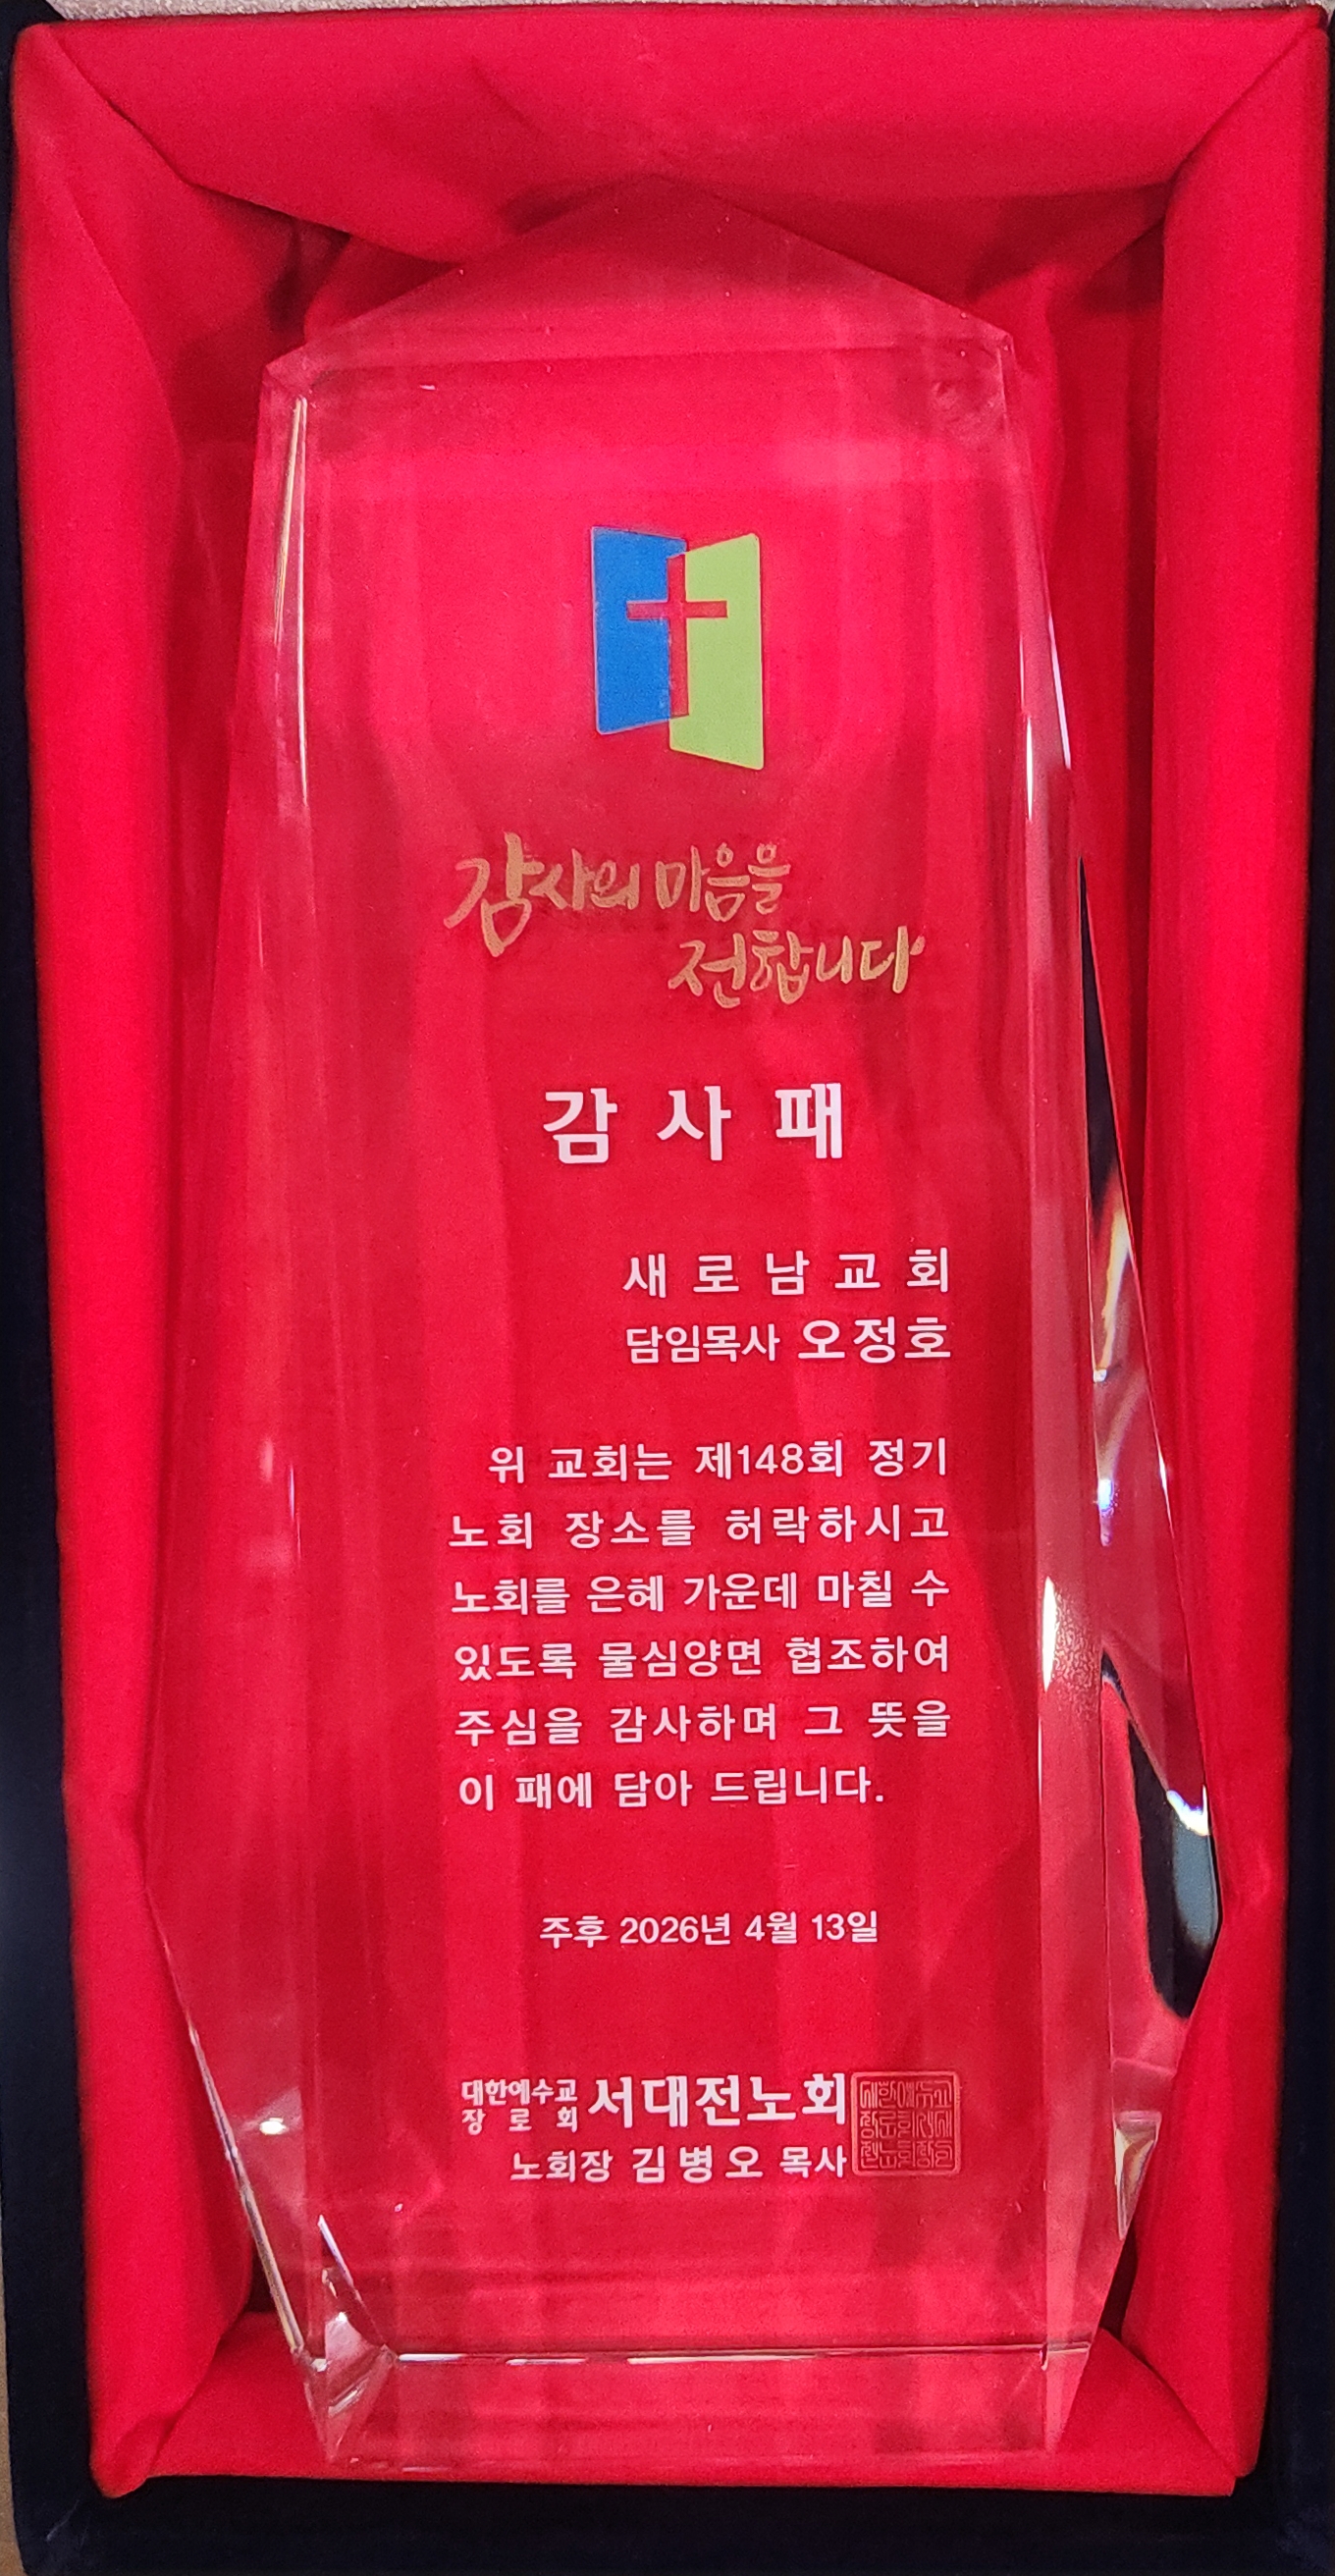 감사의 마음을
전합니다
감 사 패
새 로 남 교 회
담임목사 오정호
위 교회는 제148회 정기
노회 장소를 허락하시고
노회를 은혜 가운데 마칠 수
있도록 물심양면 협조하여
주심을 감사하며 그 뜻을
이 패에 담아 드립니다.
주후 2026년 4월 13일
대한예수교
장 로 회 서대전노회
노회장 김병오 목사